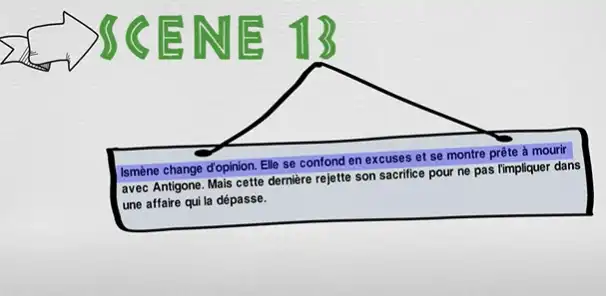 SCENE 13
Ismène change d'opinion. Elle se confond en excuses et se montre prête à mourir
avec Antigone. Mais cette dernière rejette son sacrifice pour ne pas l'impliquer dans
une affaire qui la dépasse.